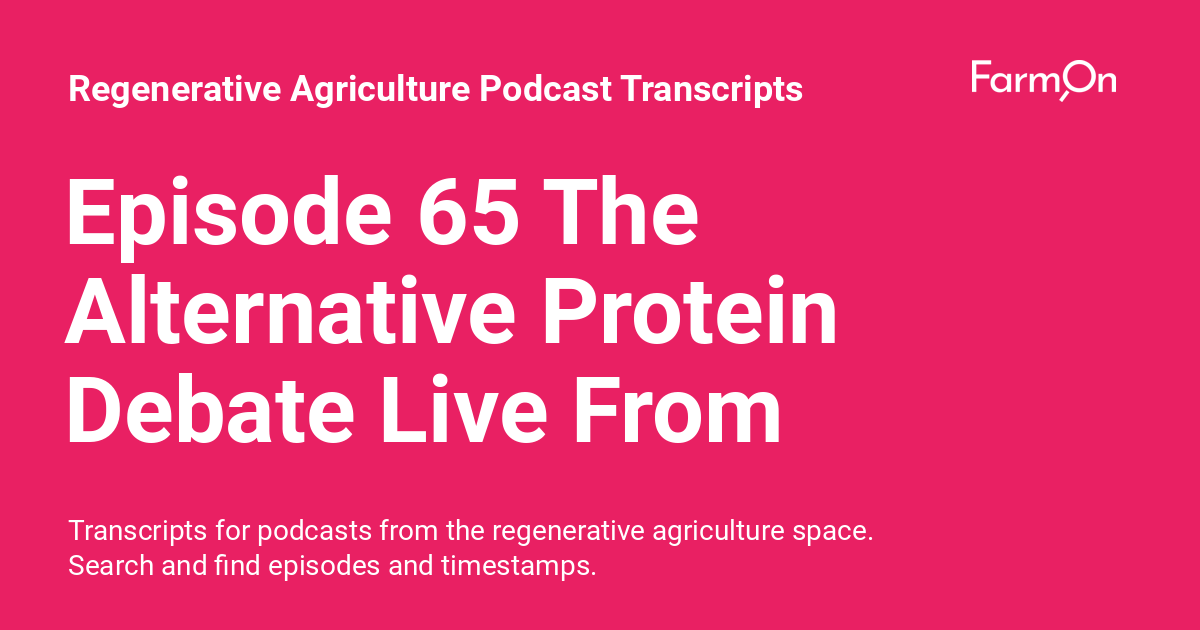 Regenerative Agriculture Podcast Transcripts
FarmOn
Episode 65 The
Alternative Protein
Debate Live From
Transcripts for podcasts from the regenerative agriculture space.
Search and find episodes and timestamps.